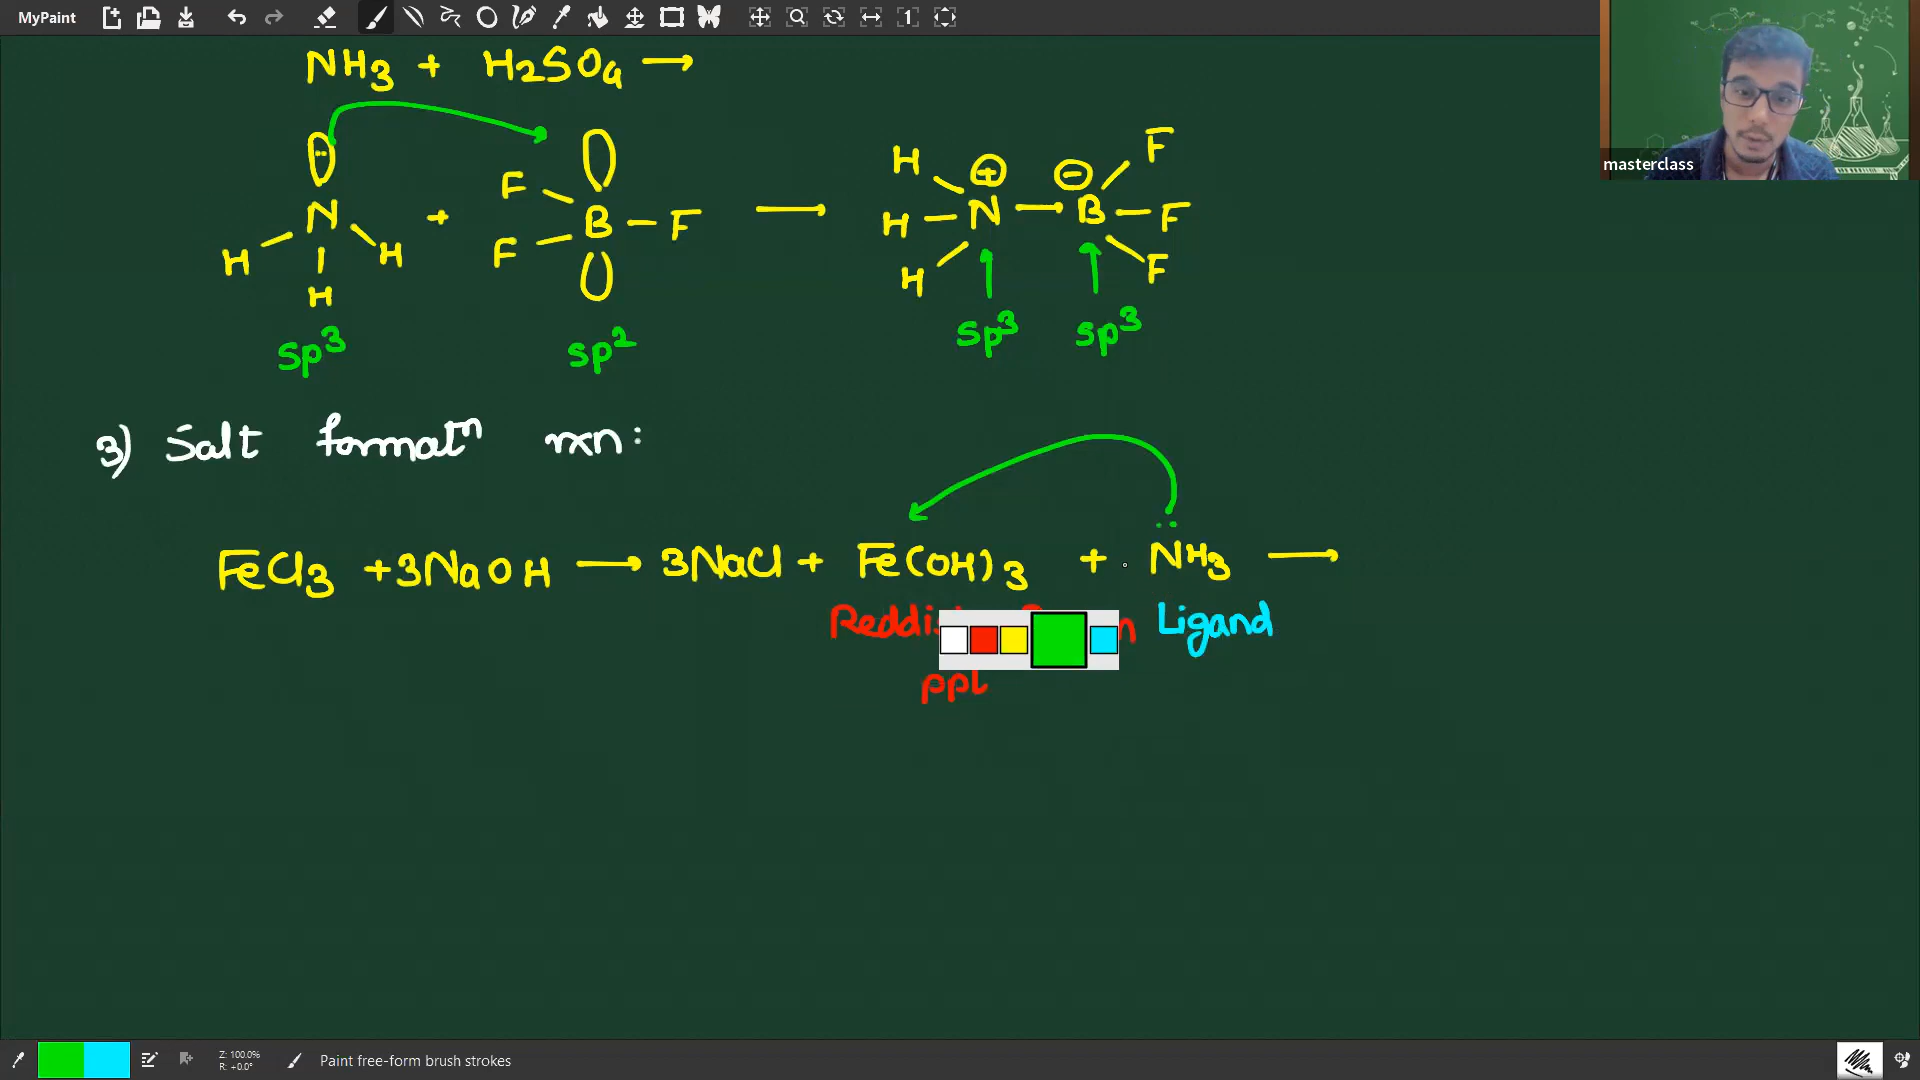 MyPaint
NH3 + H2SO4 →
masterclass
H ⊕ ⊖ F
F
N + B — F → H — N → B — F
H H F
H H F
sp3 sp2 sp3 sp3
3) Salt formatn rxn:
FeCl3 + 3NaOH → 3NaCl + Fe(OH)3 + NH3 →
Ligand
ppt
Z: 100.0%
R: +0.0°
Paint free-form brush strokes